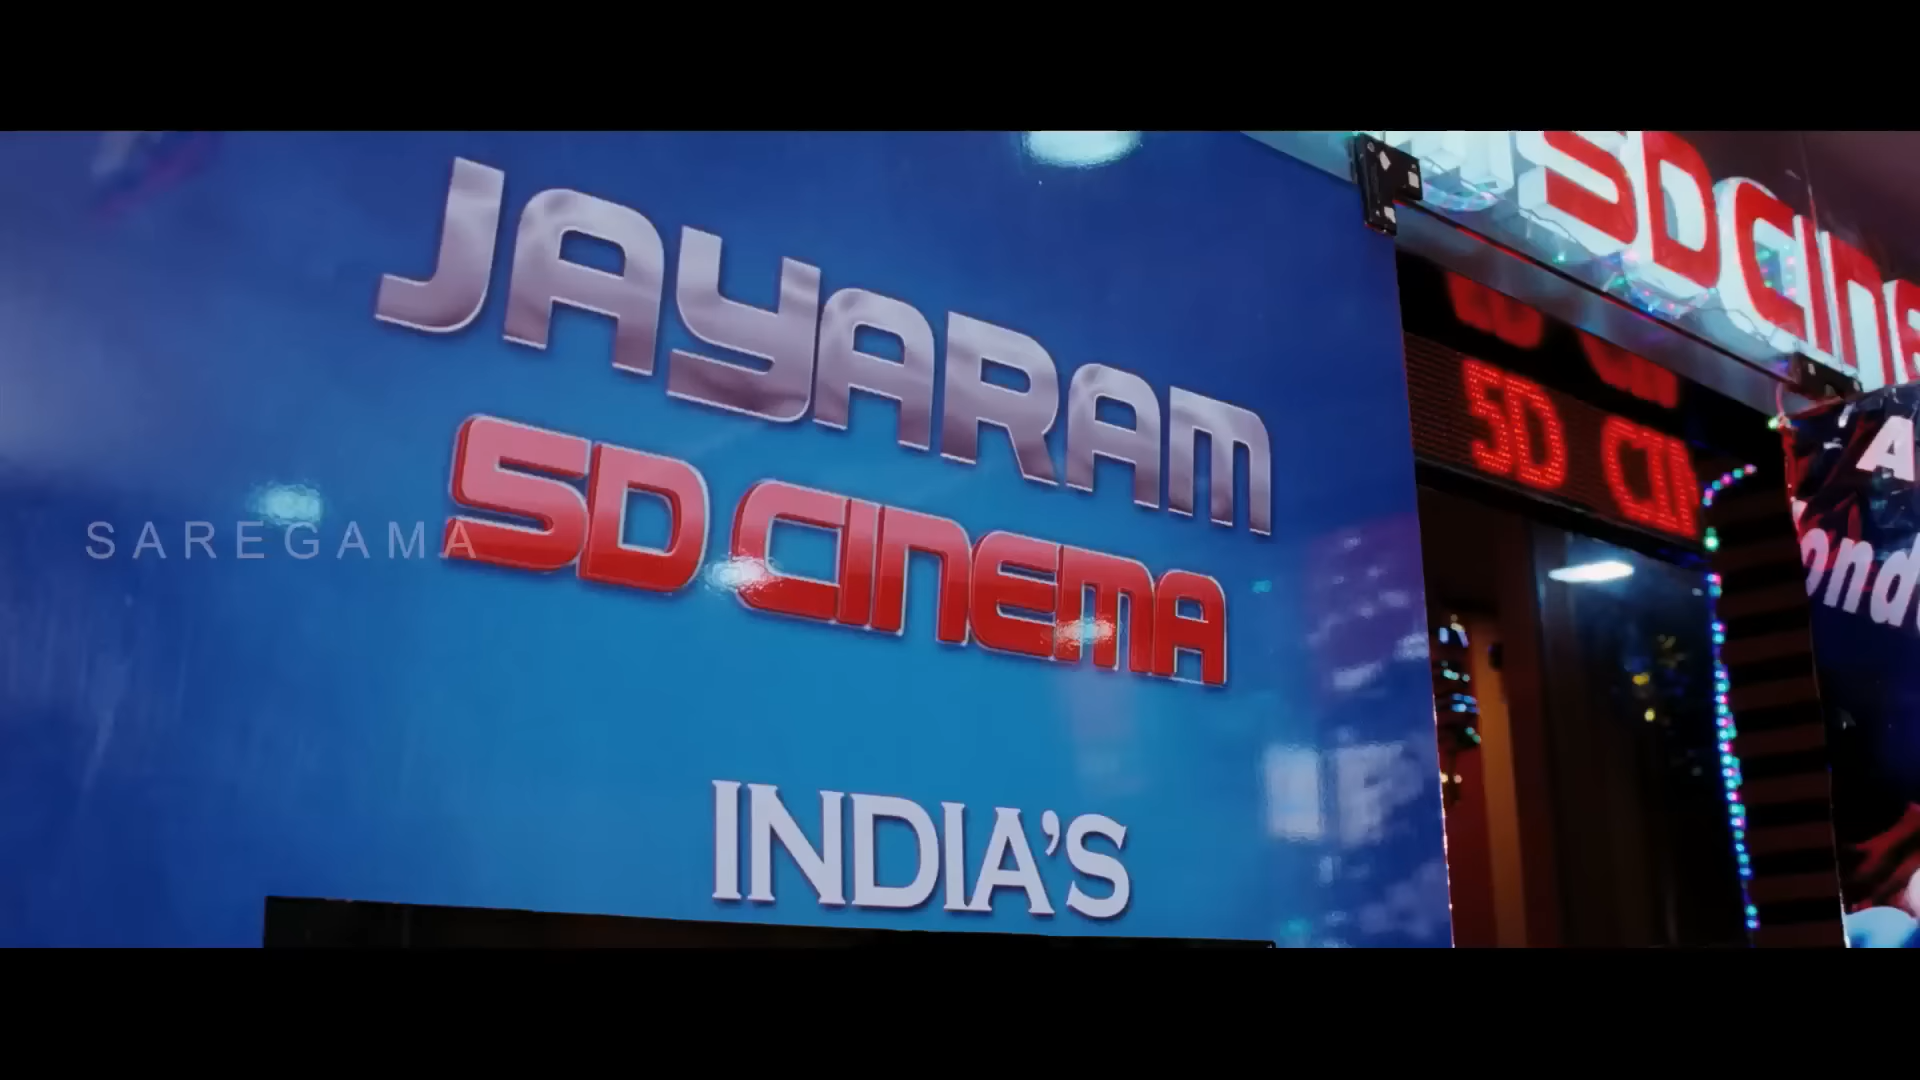 JAYARAM
5D CINEMA
INDIA'S
SAREGAMA
5D CINE
5D CIN
A